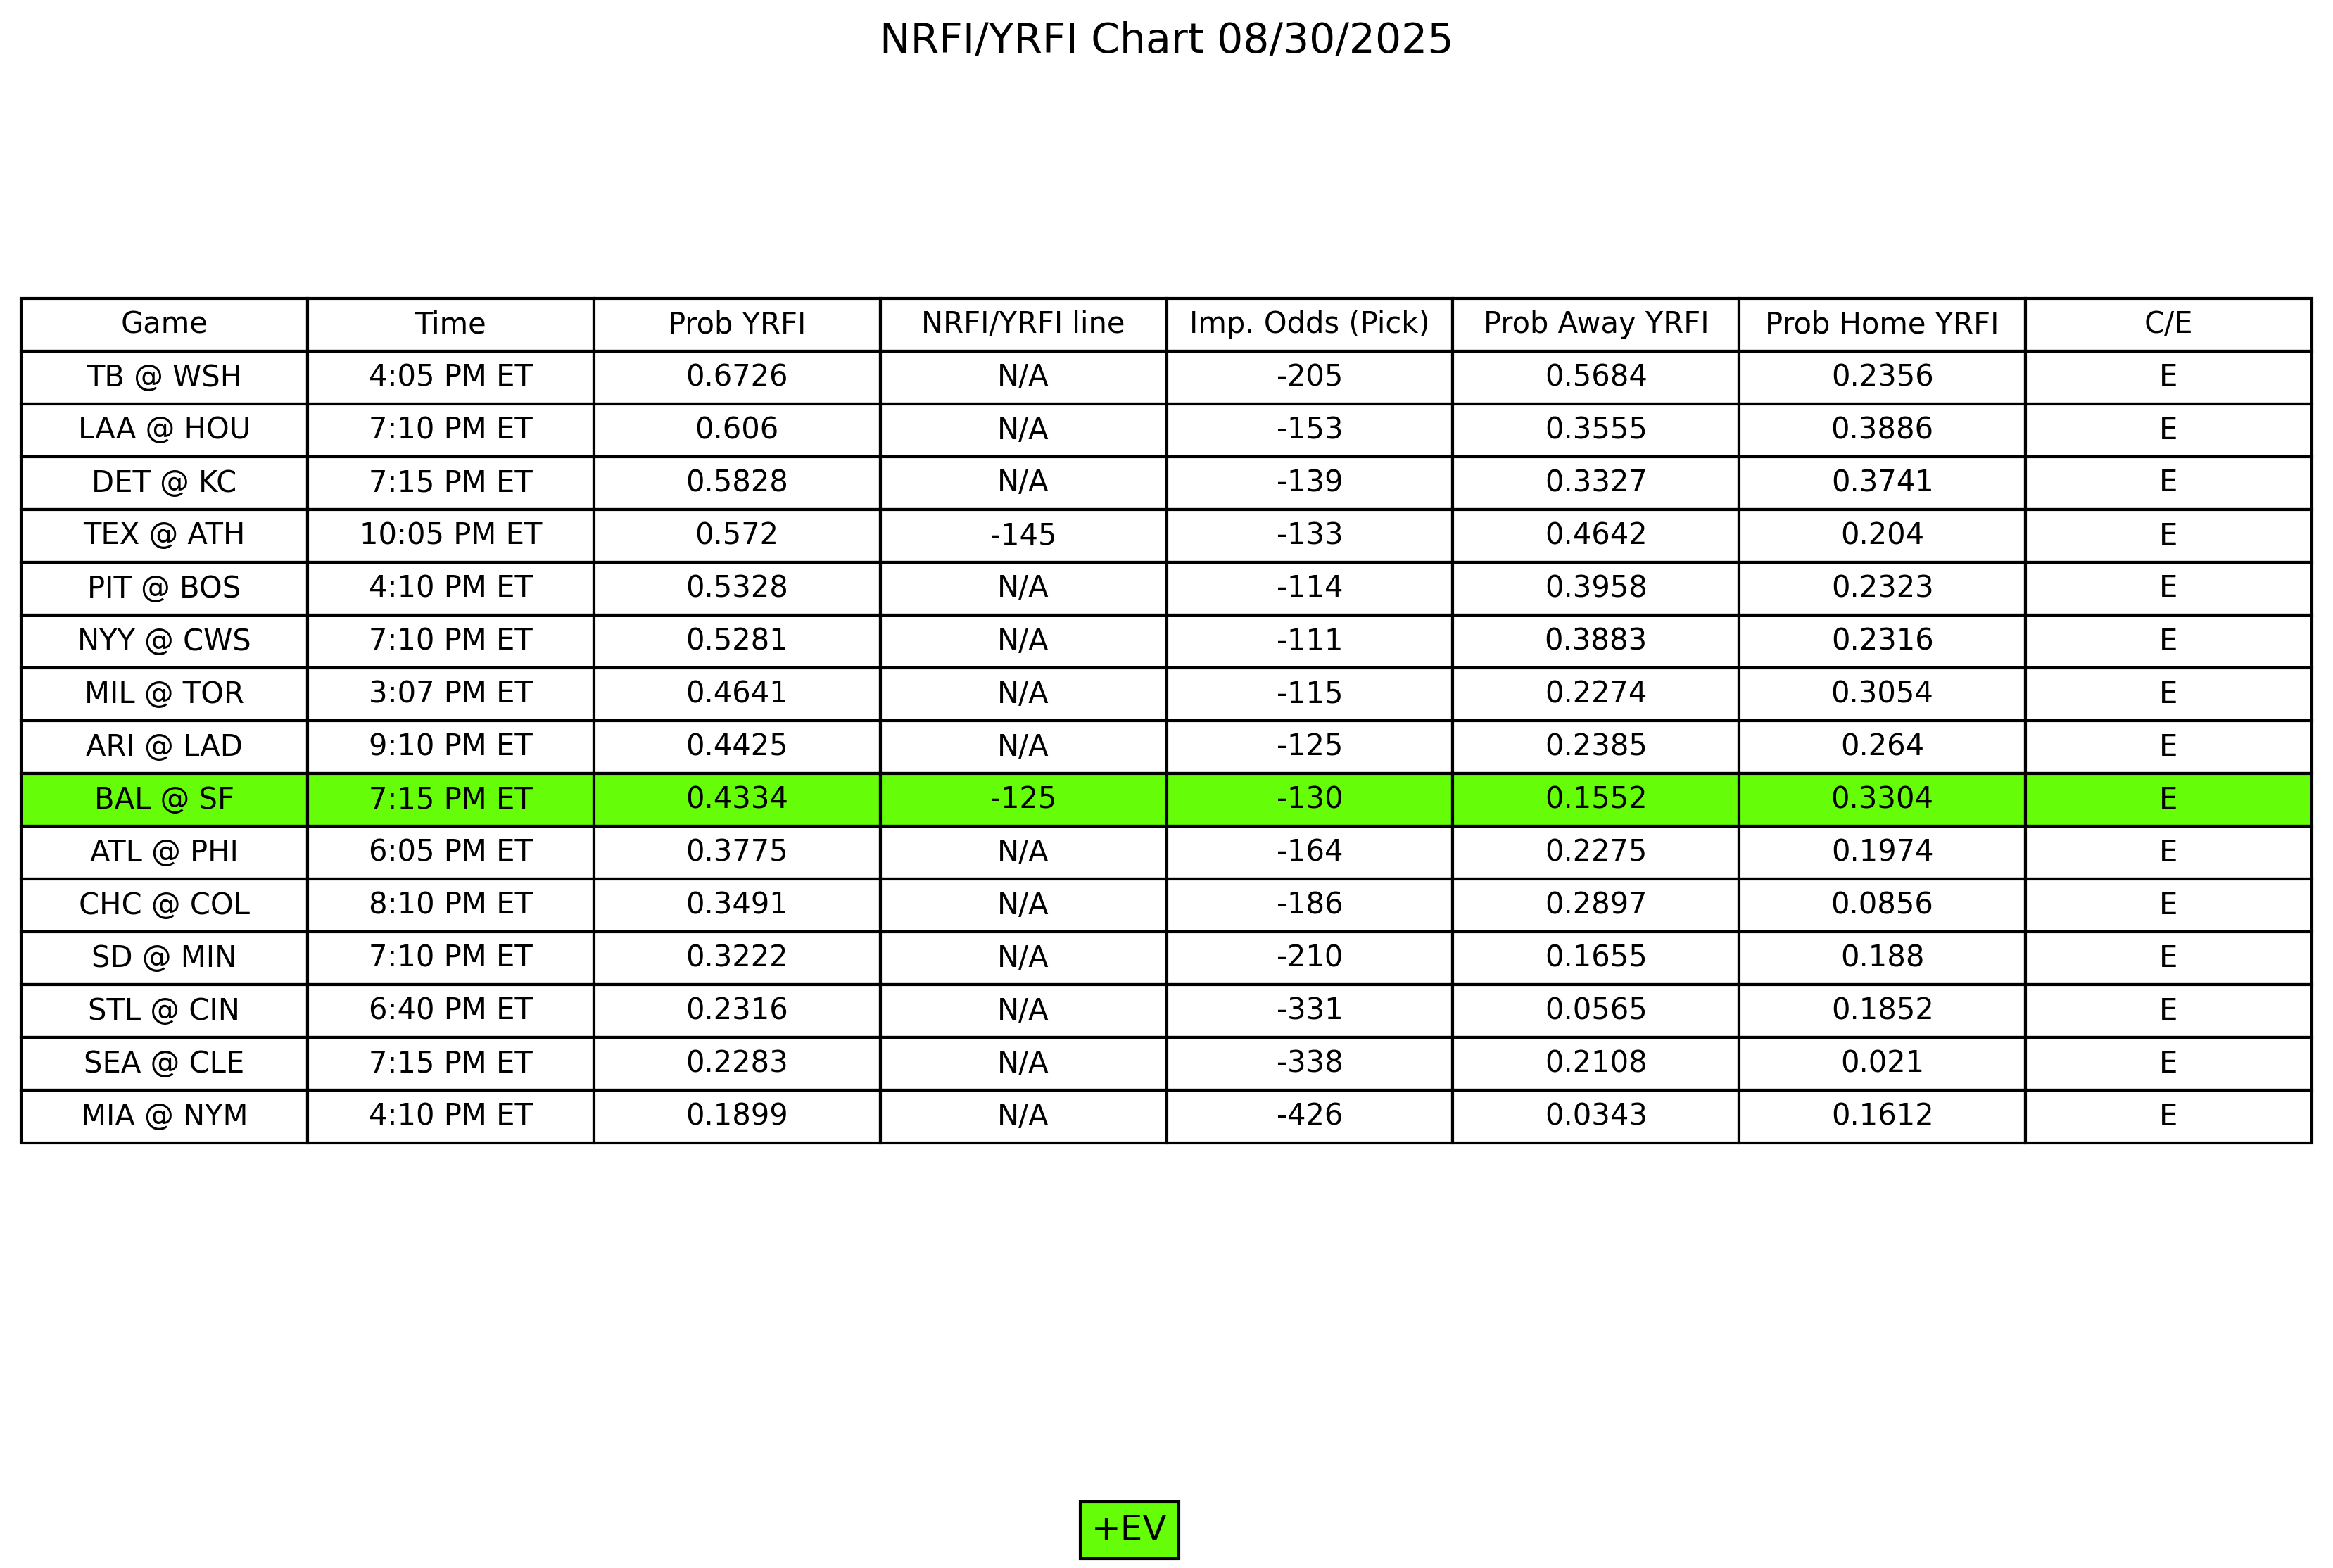 NRFI/YRFI Chart 08/30/2025
Game Time Prob YRFI NRFI/YRFI line Imp. Odds (Pick) Prob Away YRFI Prob Home YRFI C/E
TB @ WSH 4:05 PM ET 0.6726 N/A -205 0.5684 0.2356 E
LAA @ HOU 7:10 PM ET 0.606 N/A -153 0.3555 0.3886 E
DET @ KC 7:15 PM ET 0.5828 N/A -139 0.3327 0.3741 E
TEX @ ATH 10:05 PM ET 0.572 -145 -133 0.4642 0.204 E
PIT @ BOS 4:10 PM ET 0.5328 N/A -114 0.3958 0.2323 E
NYY @ CWS 7:10 PM ET 0.5281 N/A -111 0.3883 0.2316 E
MIL @ TOR 3:07 PM ET 0.4641 N/A -115 0.2274 0.3054 E
ARI @ LAD 9:10 PM ET 0.4425 N/A -125 0.2385 0.264 E
BAL @ SF 7:15 PM ET 0.4334 -125 -130 0.1552 0.3304 E
ATL @ PHI 6:05 PM ET 0.3775 N/A -164 0.2275 0.1974 E
CHC @ COL 8:10 PM ET 0.3491 N/A -186 0.2897 0.0856 E
SD @ MIN 7:10 PM ET 0.3222 N/A -210 0.1655 0.188 E
STL @ CIN 6:40 PM ET 0.2316 N/A -331 0.0565 0.1852 E
SEA @ CLE 7:15 PM ET 0.2283 N/A -338 0.2108 0.021 E
MIA @ NYM 4:10 PM ET 0.1899 N/A -426 0.0343 0.1612 E
+EV